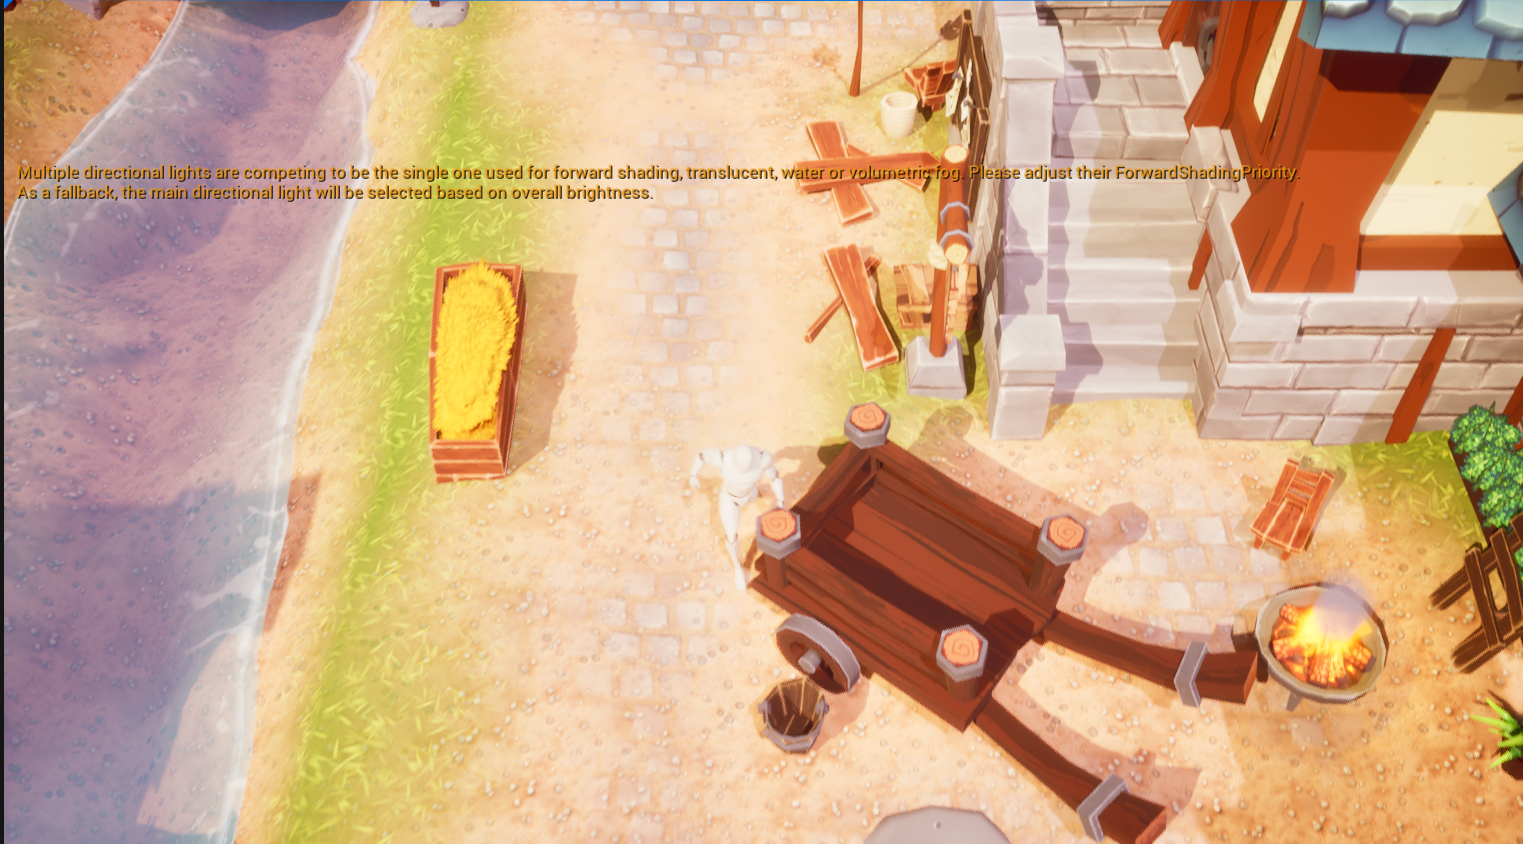 Multiple directional lights are competing to be the single one used for forward shading, translucent, water or volumetric fog. Please adjust their ForwardShadingPriority.
As a fallback, the main directional light will be selected based on overall brightness.